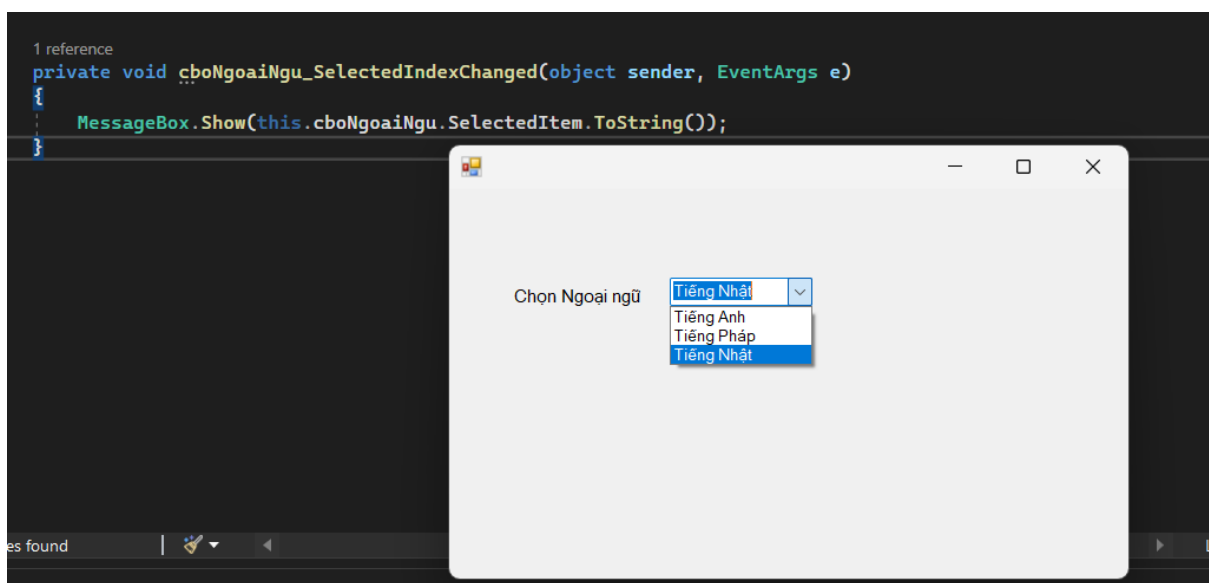 1 reference
private void cboNgoaiNgu_SelectedIndexChanged(object sender, EventArgs e)
{
MessageBox.Show(this.cboNgoaiNgu.SelectedItem.ToString());
}
Chọn Ngoại ngữ
Tiếng Nhật
Tiếng Anh
Tiếng Pháp
Tiếng Nhật
es found